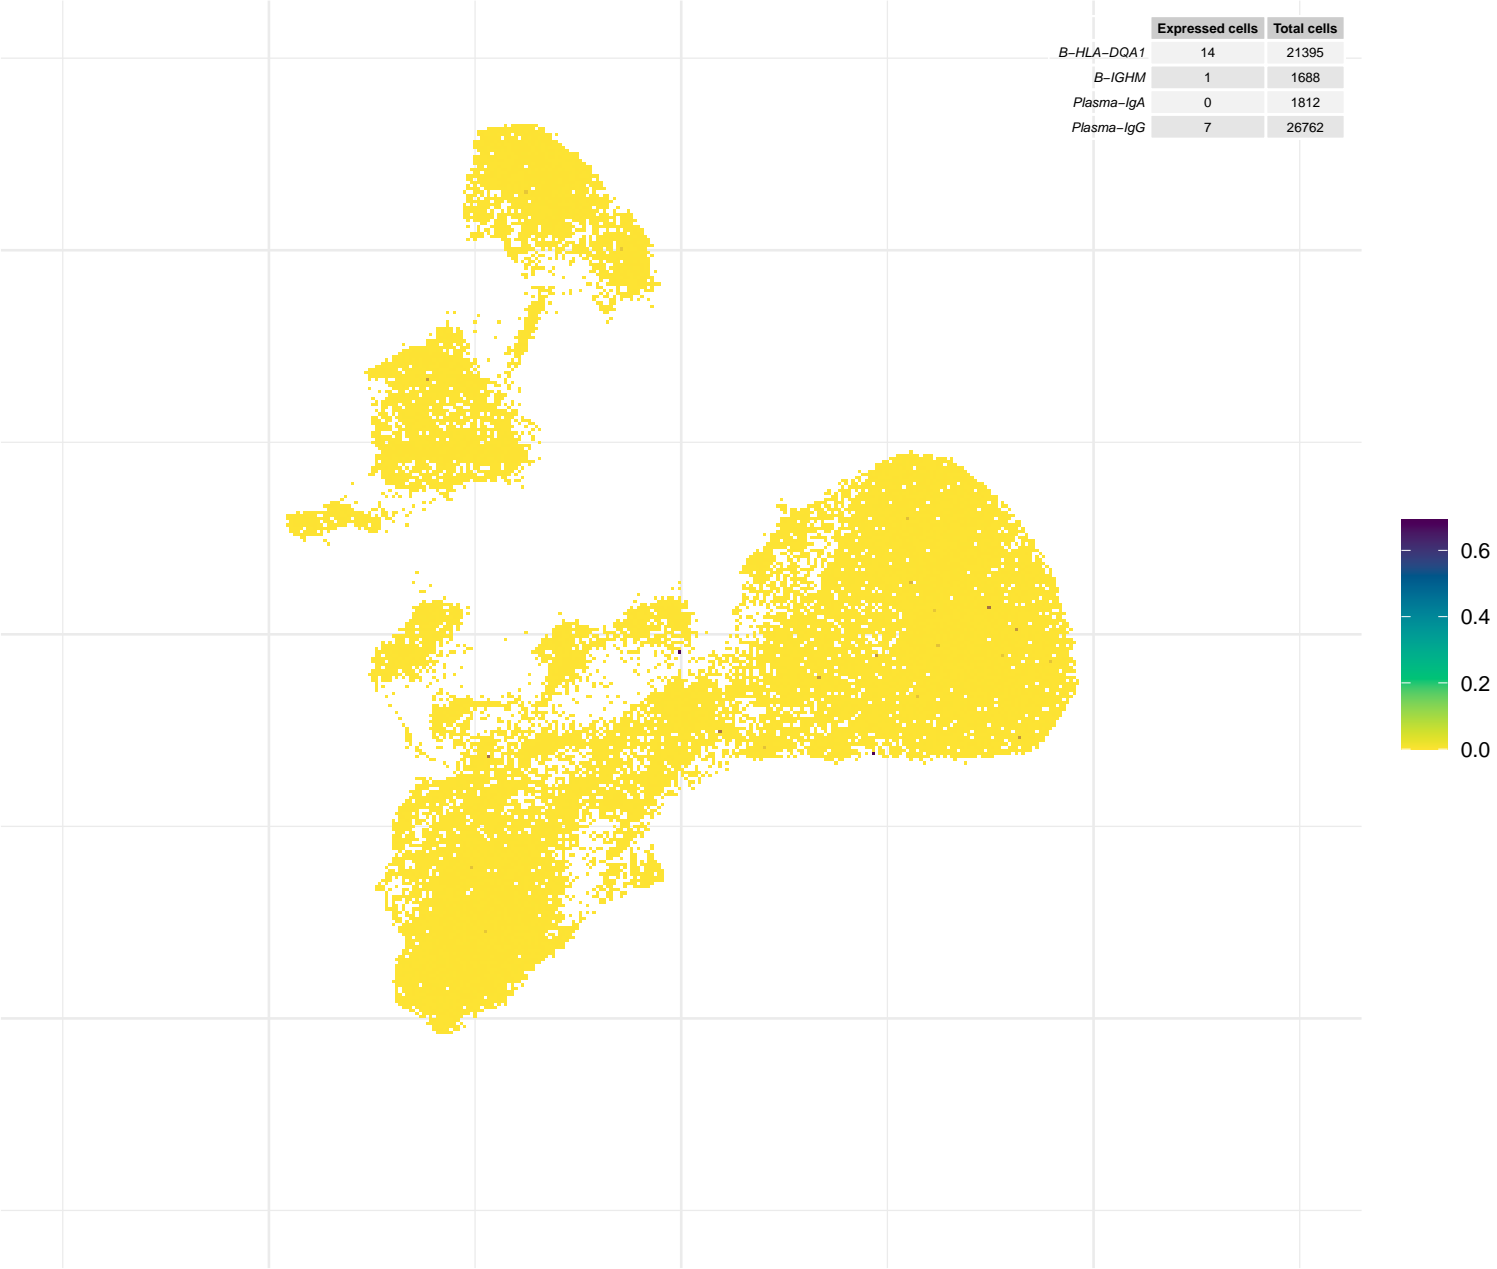 Expressed cells Total cells
B−HLA−DQA1 14 21395
B−IGHM 1 1688
Plasma−IgA 0 1812
Plasma−IgG 7 26762
0.6
0.4
0.2
0.0